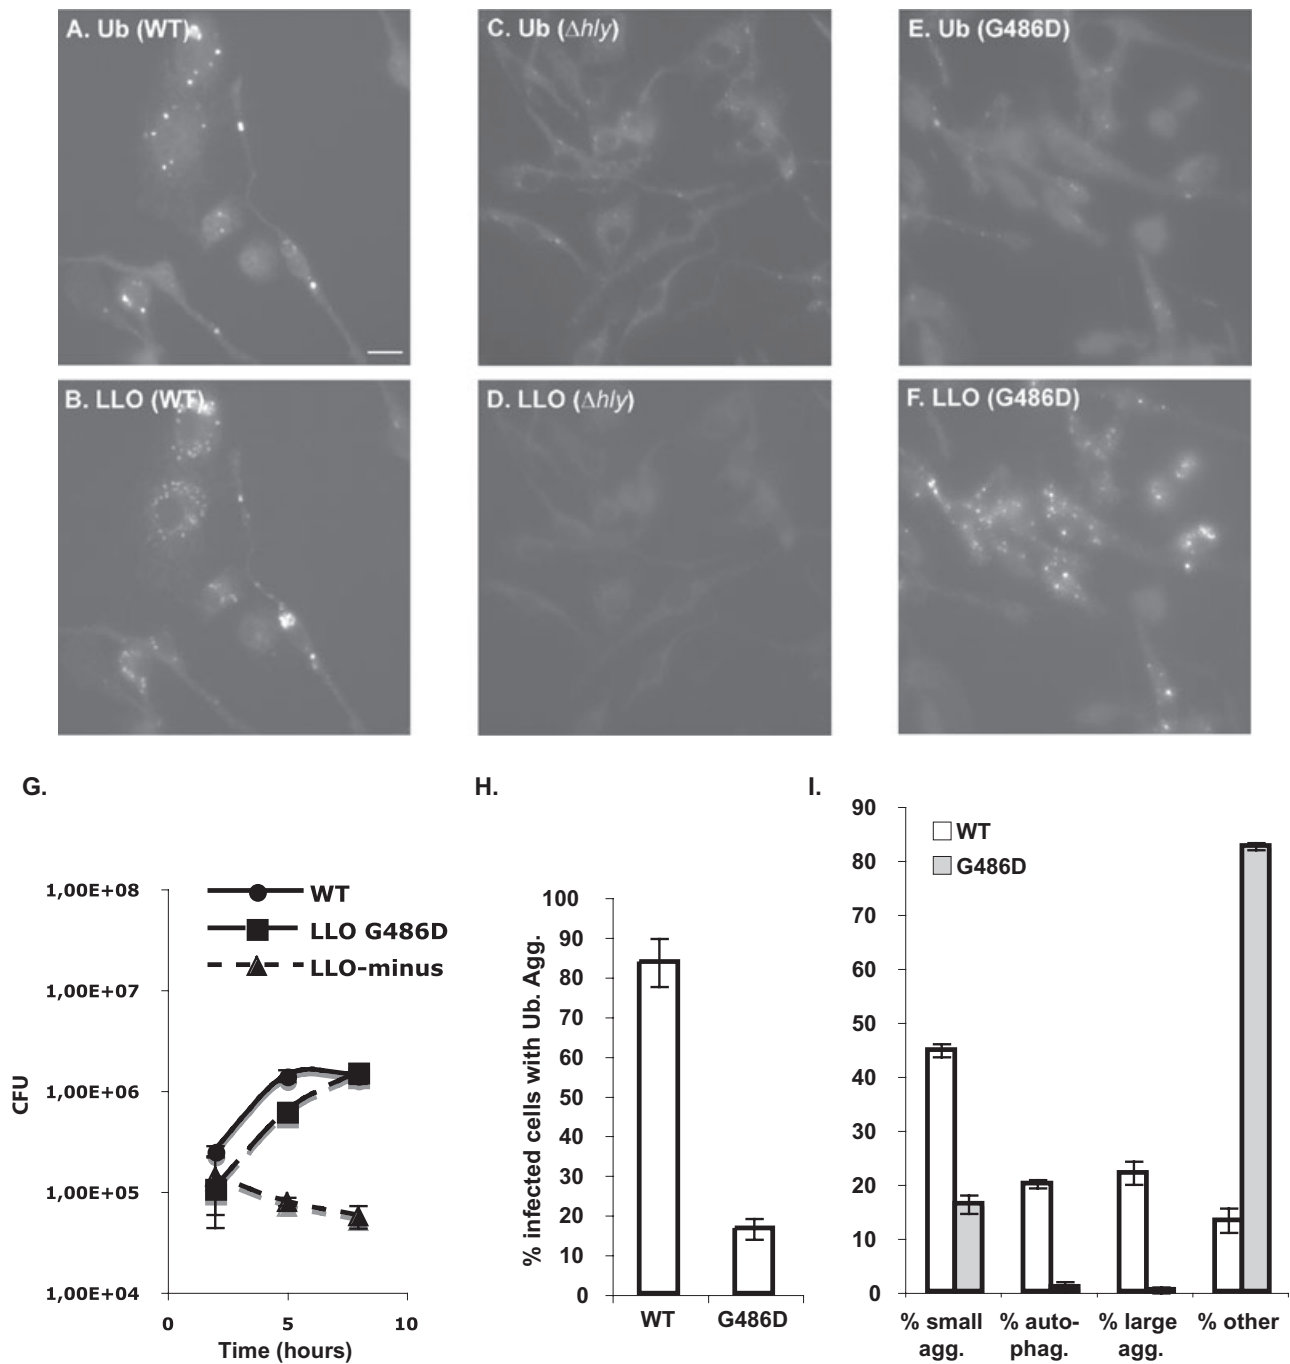 A. Ub (WT)
C. Ub (Δhly)
E. Ub (G486D)
B. LLO (WT)
D. LLO (Δhly)
F. LLO (G486D)
G.
1,00E+08
1,00E+07
1,00E+06
1,00E+05
1,00E+04
CFU
0
5
10
Time (hours)
WT
LLO G486D
LLO-minus
H.
% infected cells with Ub. Agg.
100
90
80
70
60
50
40
30
20
10
0
WT
G486D
I.
90
80
70
60
50
40
30
20
10
0
WT
G486D
% small
agg.
% auto-
phag.
% large
agg.
% other